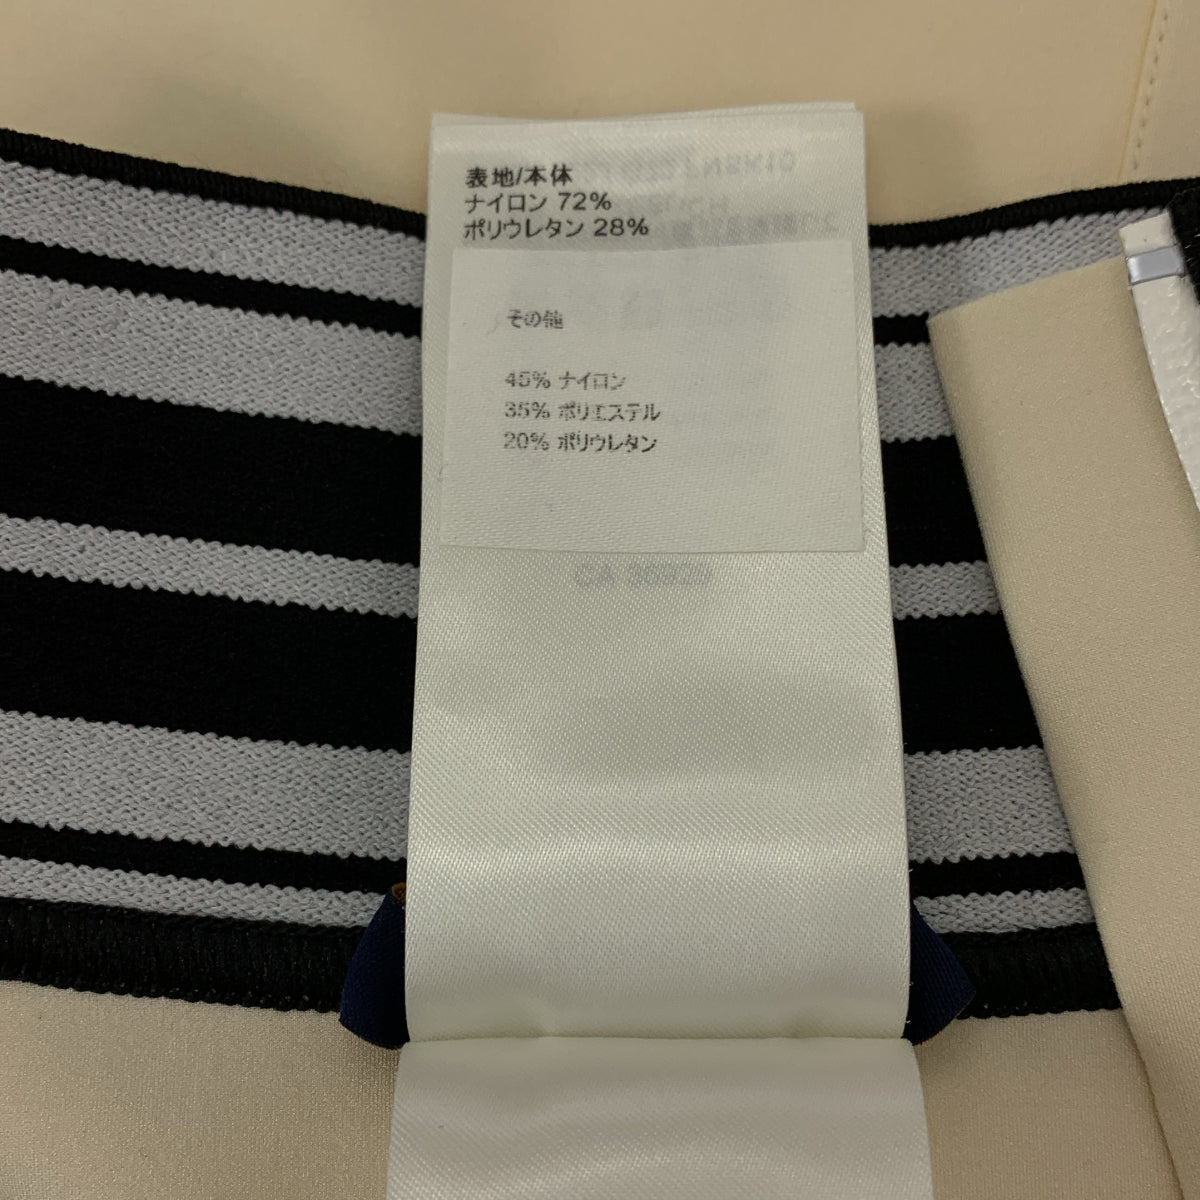 表地/本体
ナイロン 72%
ポリウレタン 28%
その他
45% ナイロン
35% ポリエステル
20% ポリウレタン
CA 36929